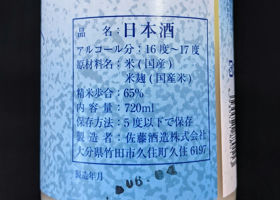 品名：日本酒
アルコール分：16度～17度
原材料名：米(国産)
米麹(国産米)
精米歩合：65%
内容量：720ml
保存方法：5度以下で保存
製造者：佐藤酒造株式会社
大分県竹田市久住町久住6197
製造年月